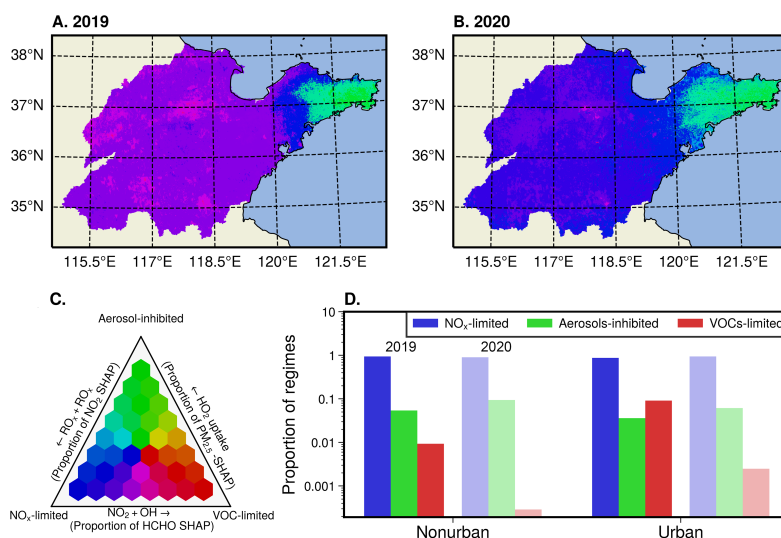 A. 2019
B. 2020
38°N
37°N
36°N
35°N
115.5°E
117°E
118.5°E
120°E
121.5°E
38°N
37°N
36°N
35°N
115.5°E
117°E
118.5°E
120°E
121.5°E
C.
Aerosol-inhibited
← ROx + ROx
(Proportion of NO2 SHAP)
← HO2 uptake
(Proportion of PM2.5 -SHAP)
NOx-limited
NO2 + OH →
VOC-limited
(Proportion of HCHO SHAP)
D.
NOx-limited
Aerosols-inhibited
VOCs-limited
2019
2020
Proportion of regimes
10
1
0.1
0.01
0.001
Nonurban
Urban